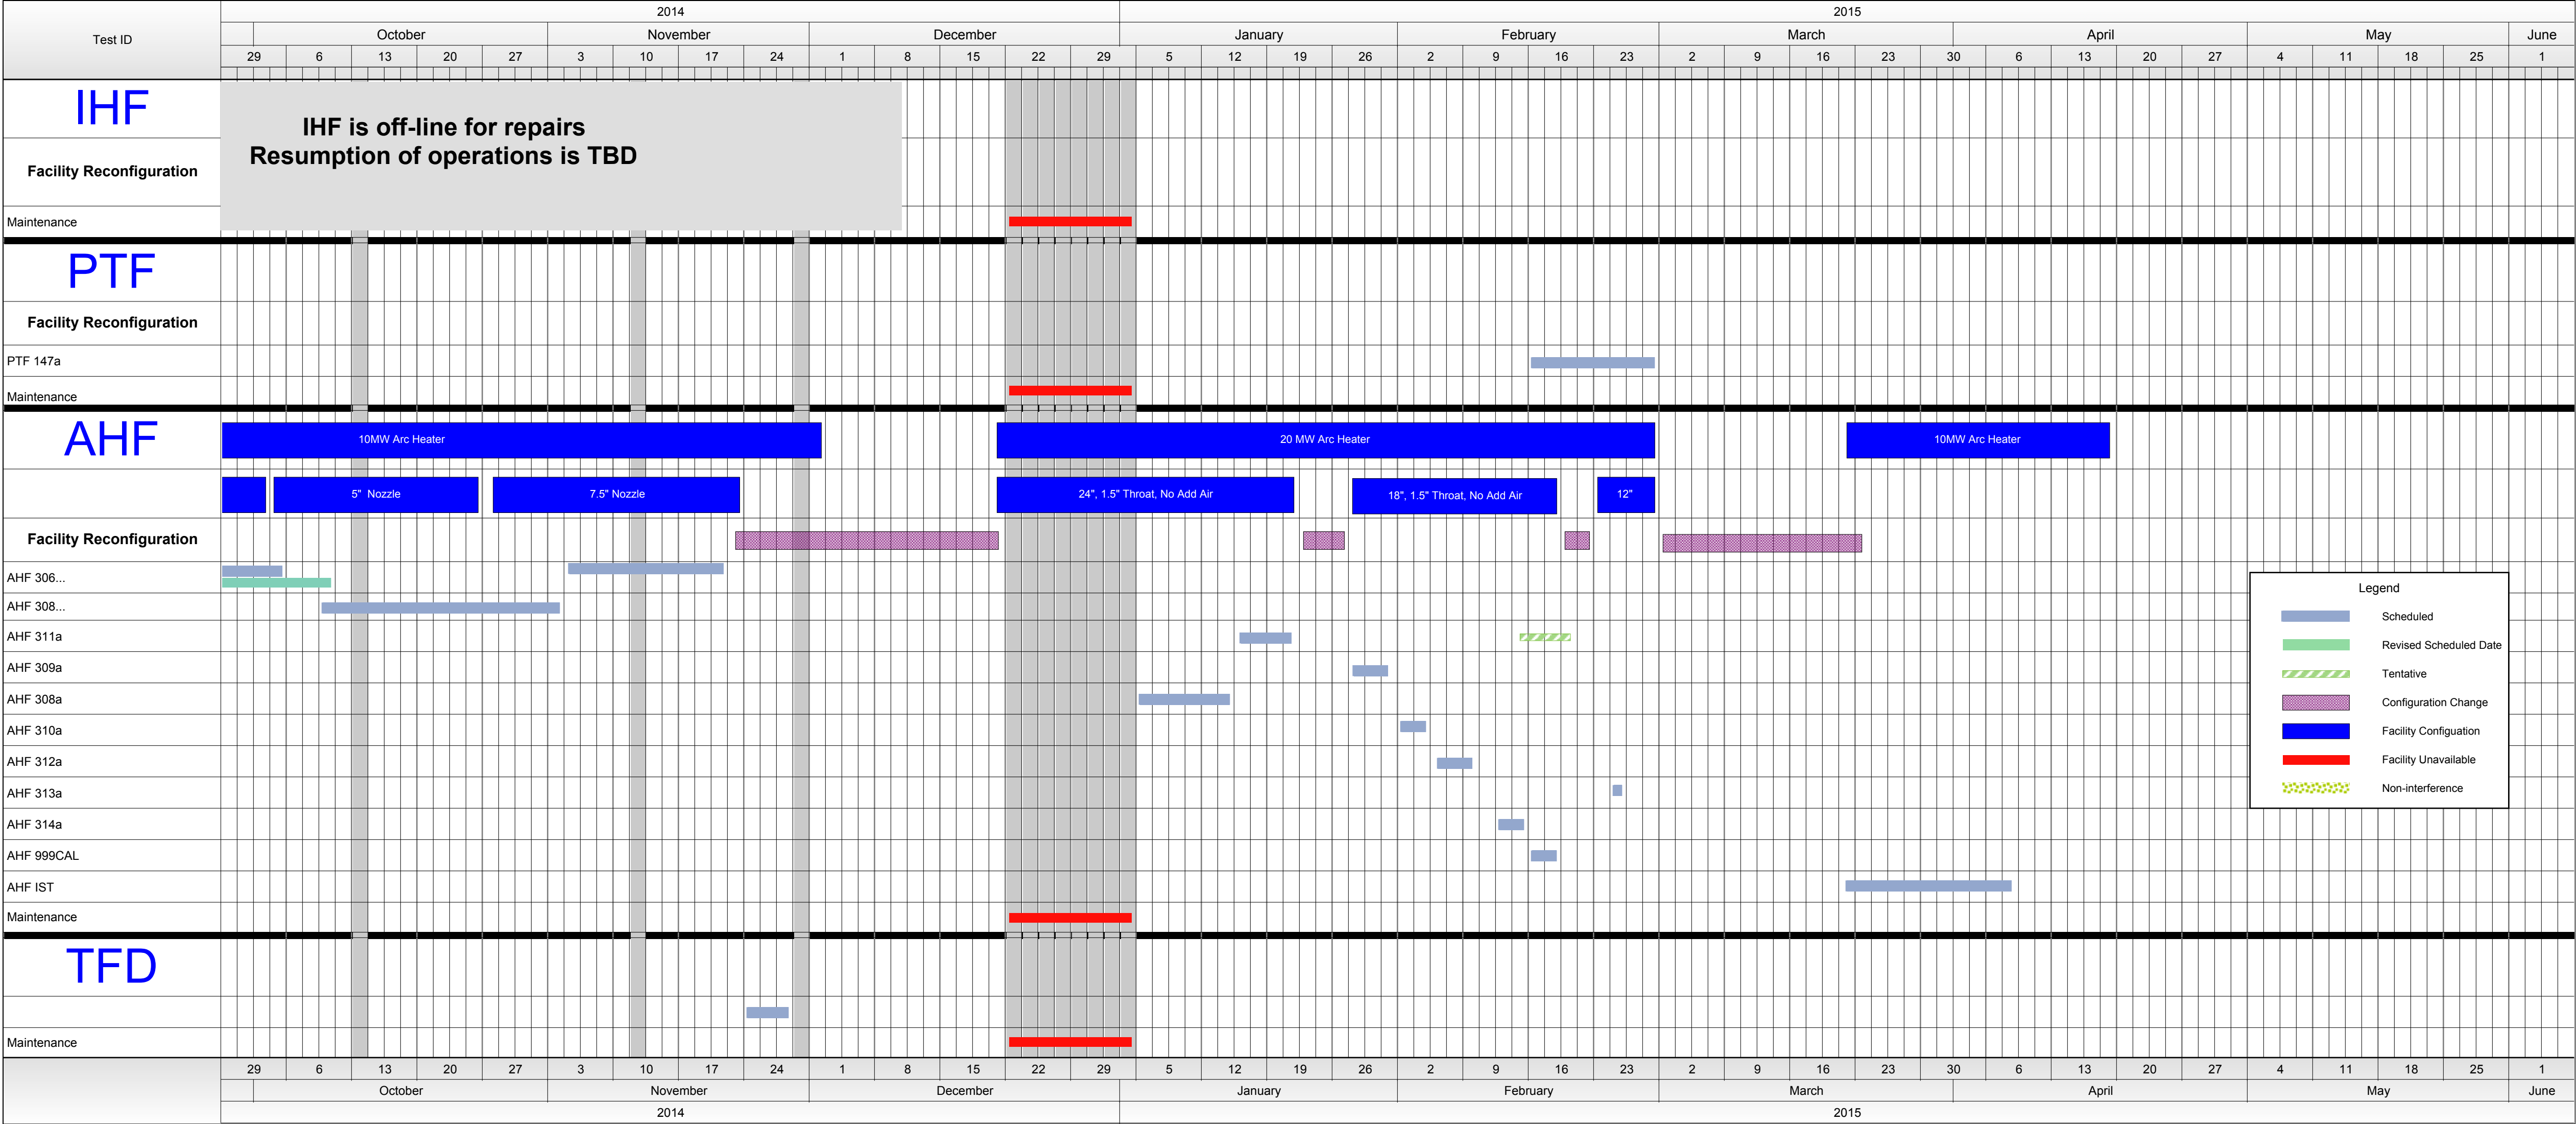 Test ID
2014
2015
October
November
December
January
February
March
April
May
June
29 6 13 20 27 3 10 17 24 1 8 15 22 29 5 12 19 26 2 9 16 23 2 9 16 23 30 6 13 20 27 4 11 18 25 1
IHF
IHF is off-line for repairs
Resumption of operations is TBD
Facility Reconfiguration
Maintenance
PTF
Facility Reconfiguration
PTF 147a
Maintenance
AHF
10MW Arc Heater
20 MW Arc Heater
10MW Arc Heater
5" Nozzle
7.5" Nozzle
24", 1.5" Throat, No Add Air
18", 1.5" Throat, No Add Air
12"
Facility Reconfiguration
AHF 306...
AHF 308...
AHF 311a
AHF 309a
AHF 308a
AHF 310a
AHF 312a
AHF 313a
AHF 314a
AHF 999CAL
AHF IST
Maintenance
Legend
Scheduled
Revised Scheduled Date
Tentative
Configuration Change
Facility Configuation
Facility Unavailable
Non-interference
TFD
Maintenance
29 6 13 20 27 3 10 17 24 1 8 15 22 29 5 12 19 26 2 9 16 23 2 9 16 23 30 6 13 20 27 4 11 18 25 1
October
November
December
January
February
March
April
May
June
2014
2015